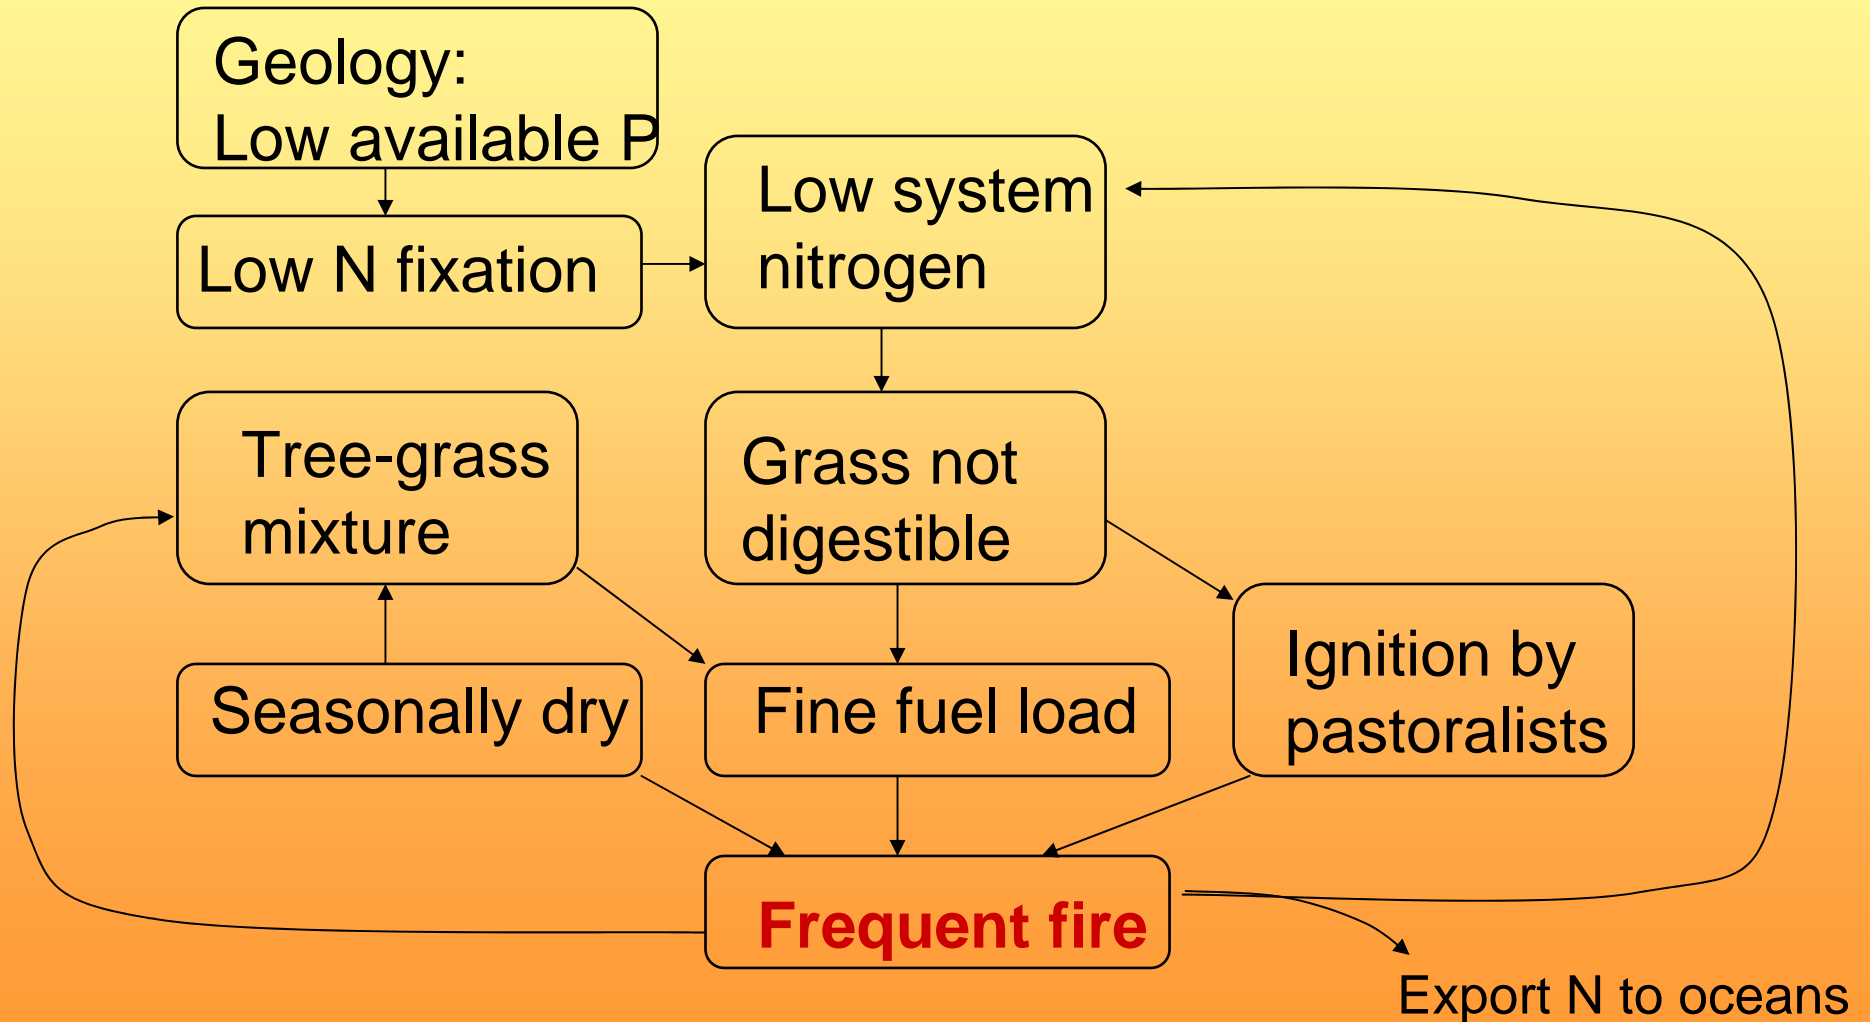 Geology:
Low available P
Low N fixation
Low system
nitrogen
Tree-grass
mixture
Grass not
digestible
Seasonally dry
Fine fuel load
Ignition by
pastoralists
Frequent fire
Export N to oceans